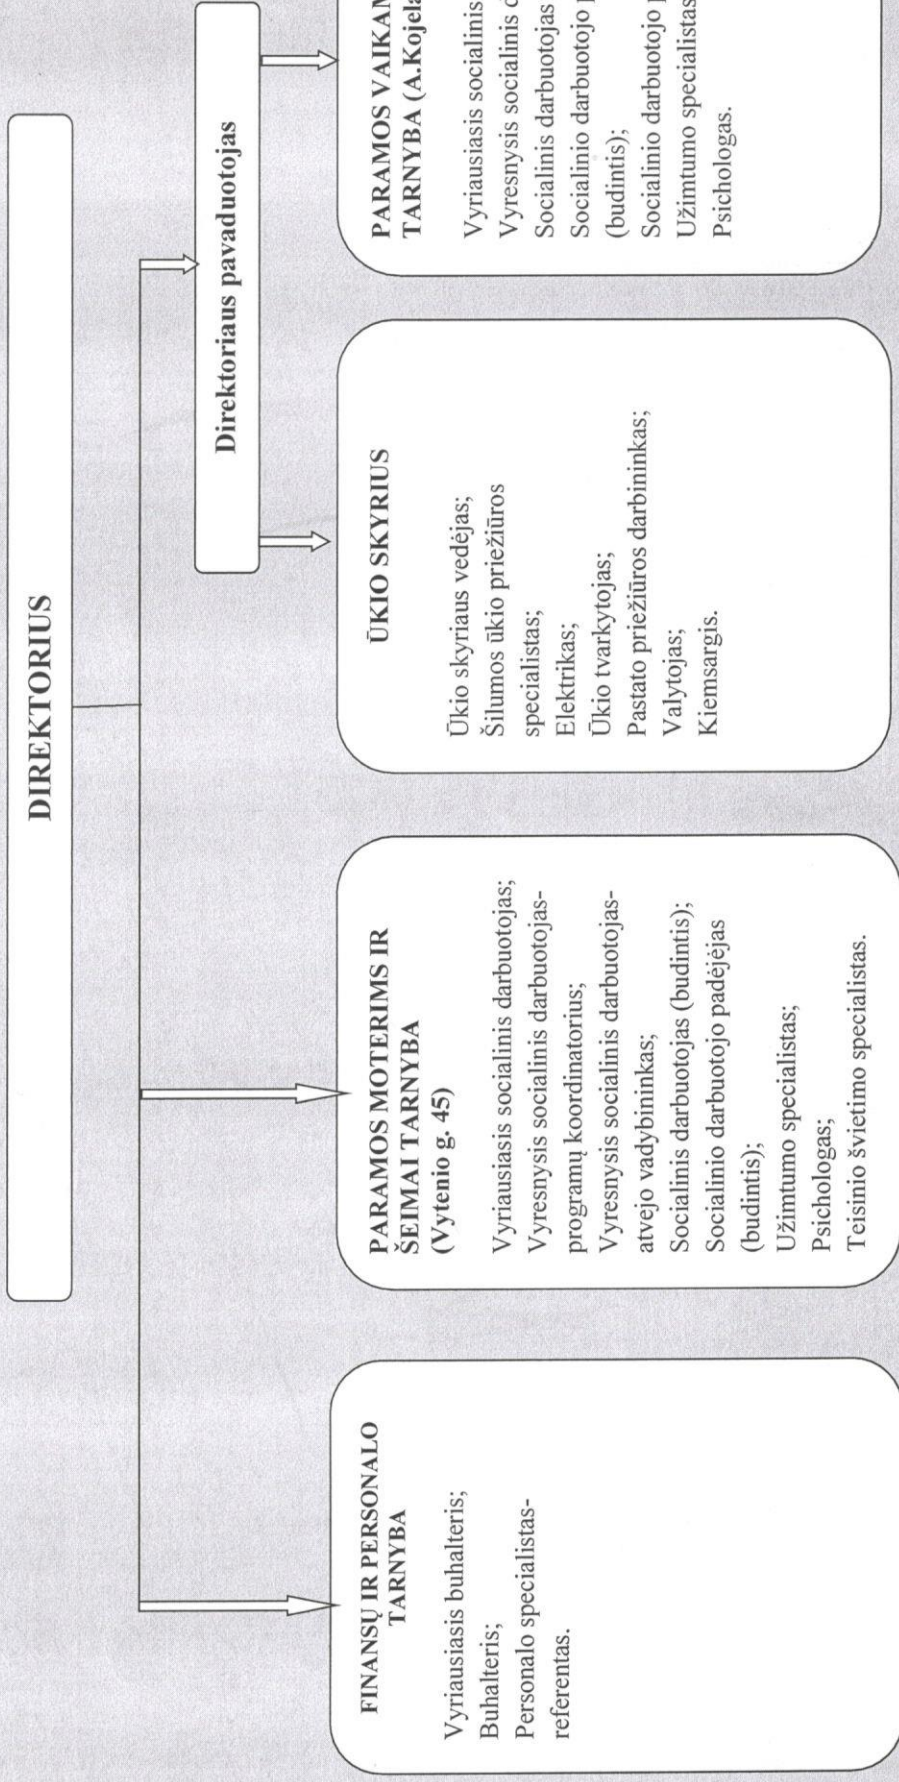 DIREKTORIUS
Direktoriaus pavaduotojas
FINANSŲ IR PERSONALO
TARNYBA
Vyriausiasis buhalteris;
Buhalteris;
Personalo specialistas-
referentas.
PARAMOS MOTERIMS IR
ŠEIMAI TARNYBA
(Vytenio g. 45)
Vyriausiasis socialinis darbuotojas;
Vyresnysis socialinis darbuotojas-
programų koordinatorius;
Vyresnysis socialinis darbuotojas-
atvejo vadybininkas;
Socialinis darbuotojas (budintis);
Socialinio darbuotojo padėjėjas
(budintis);
Užimtumo specialistas;
Psichologas;
Teisinio švietimo specialistas.
ŪKIO SKYRIUS
Ūkio skyriaus vedėjas;
Šilumos ūkio priežiūros
specialistas;
Elektrikas;
Ūkio tvarkytojas;
Pastato priežiūros darbininkas;
Valytojas;
Kiemsargis.
PARAMOS
TARNYBA
Vyriausiasis socialinis
Vyresnysis socialinis
Socialinis darbuotojas
Socialinio darbuotojo
(budintis);
Socialinio darbuotojo
Užimtumo specialistas
Psichologas.